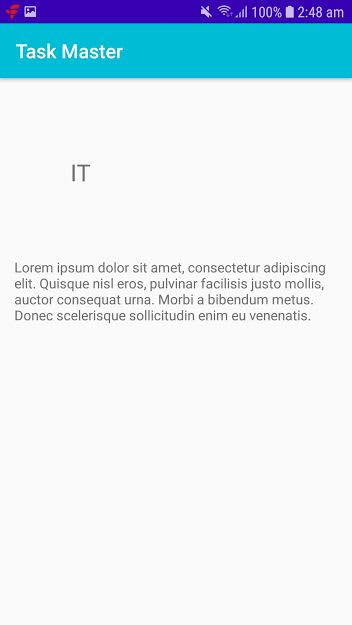 100% 2:48 am
Task Master
IT
Lorem ipsum dolor sit amet, consectetur adipiscing
elit. Quisque nisl eros, pulvinar facilisis justo mollis,
auctor consequat urna. Morbi a bibendum metus.
Donec scelerisque sollicitudin enim eu venenatis.